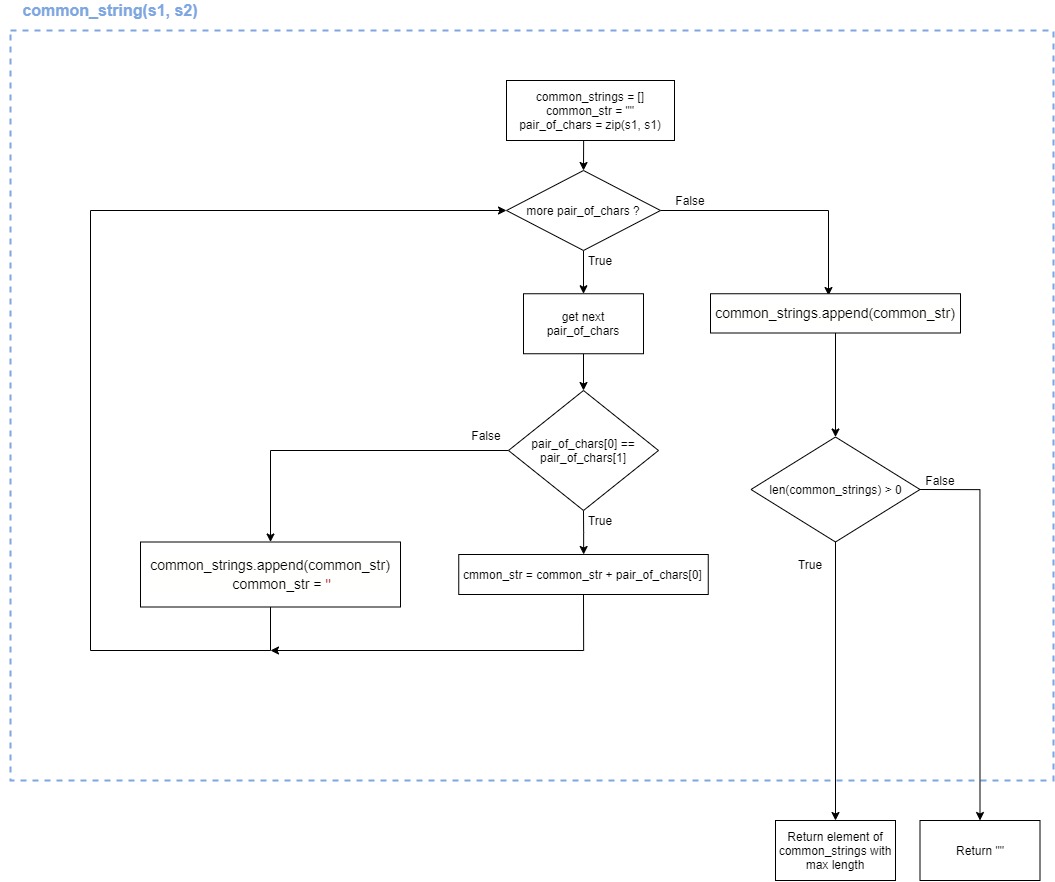 common_string(s1, s2)
common_strings = []
common_str = ""
pair_of_chars = zip(s1, s1)
more pair_of_chars ?
False
True
get next
pair_of_chars
common_strings.append(common_str)
pair_of_chars[0] ==
pair_of_chars[1]
False
True
len(common_strings) > 0
False
True
common_strings.append(common_str)
common_str = ''
cmmon_str = common_str + pair_of_chars[0]
Return element of
common_strings with
max length
Return ""